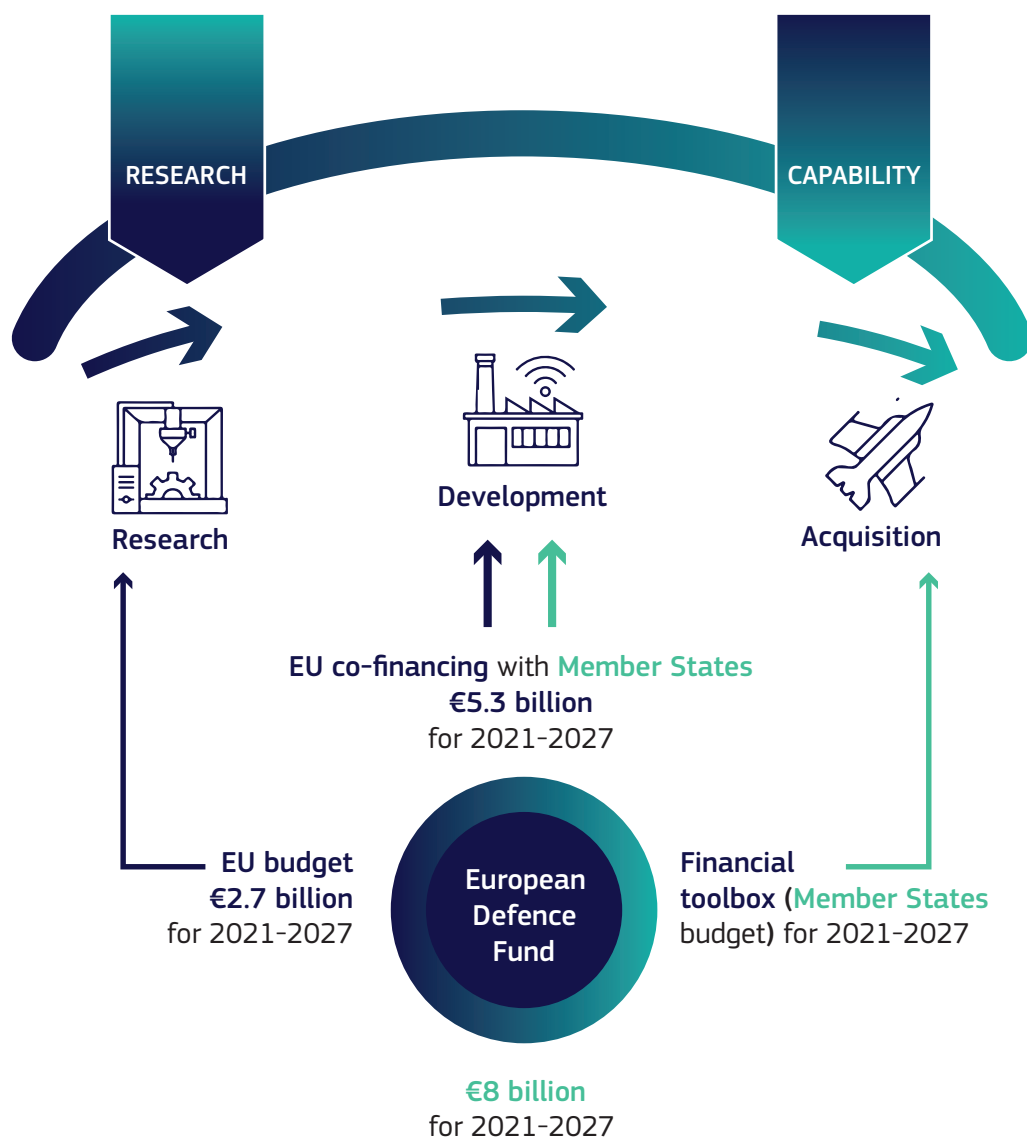 RESEARCH
CAPABILITY
Research
Development
Acquisition
EU co-financing with Member States
€5.3 billion
for 2021-2027
EU budget
€2.7 billion
for 2021-2027
European
Defence
Fund
Financial
toolbox (Member States
budget) for 2021-2027
€8 billion
for 2021-2027